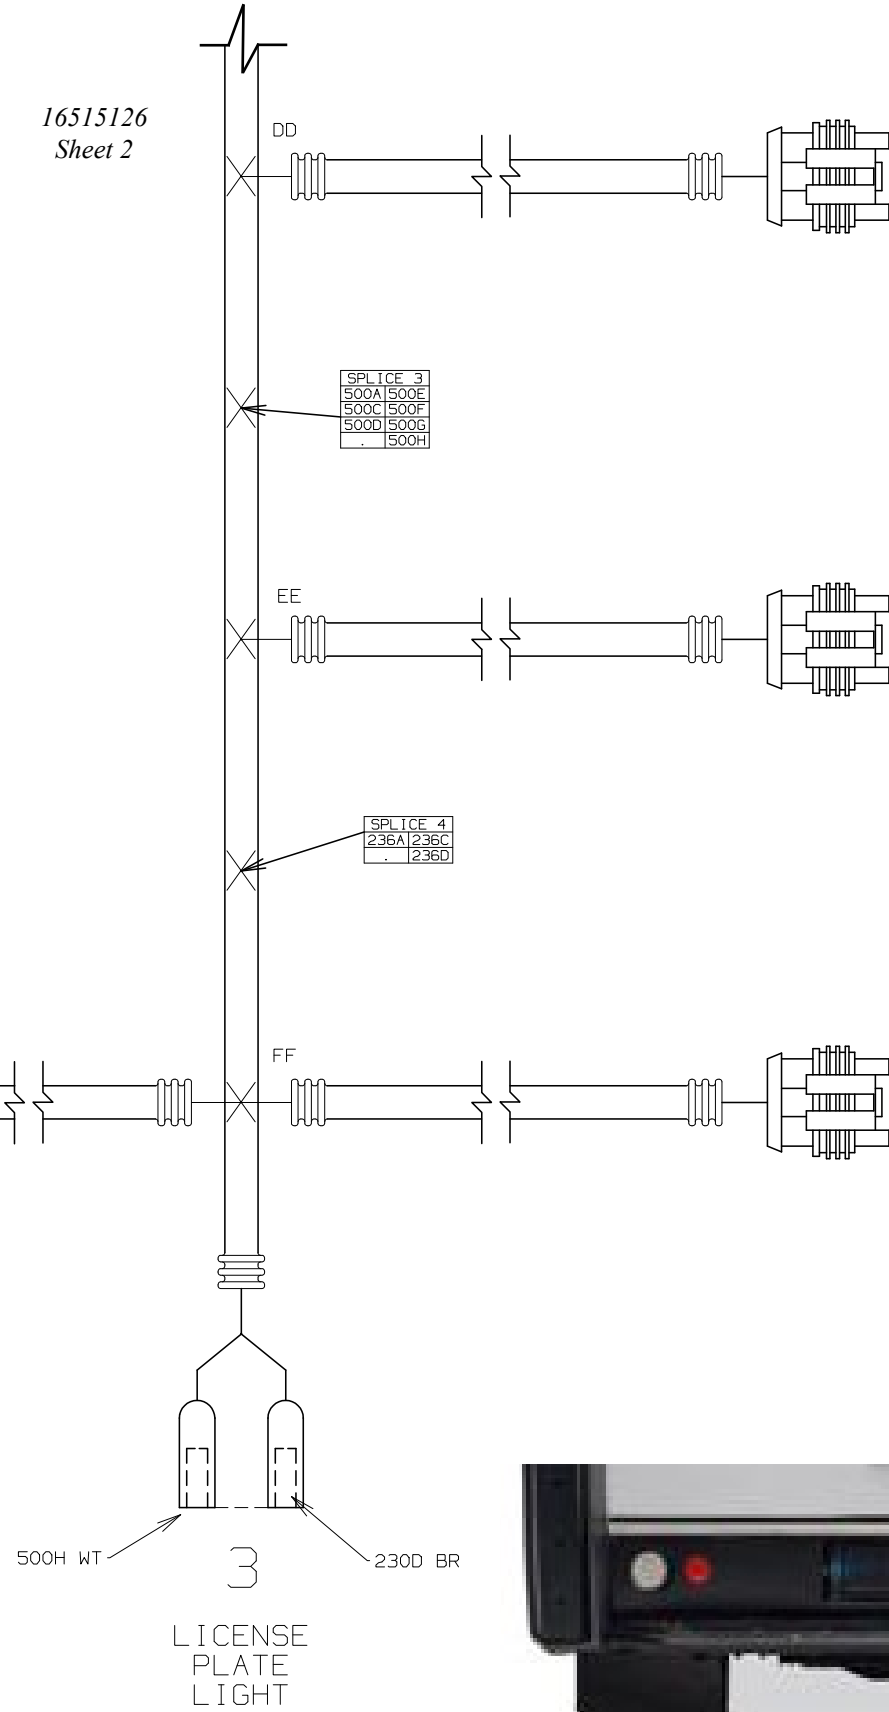 16515126
Sheet 2
DD
SPLICE 3
500A 500E
500C 500F
500D 500G
. 500H
EE
SPLICE 4
236A 236C
. 236D
FF
500H WT
230D BR
3
LICENSE
PLATE
LIGHT